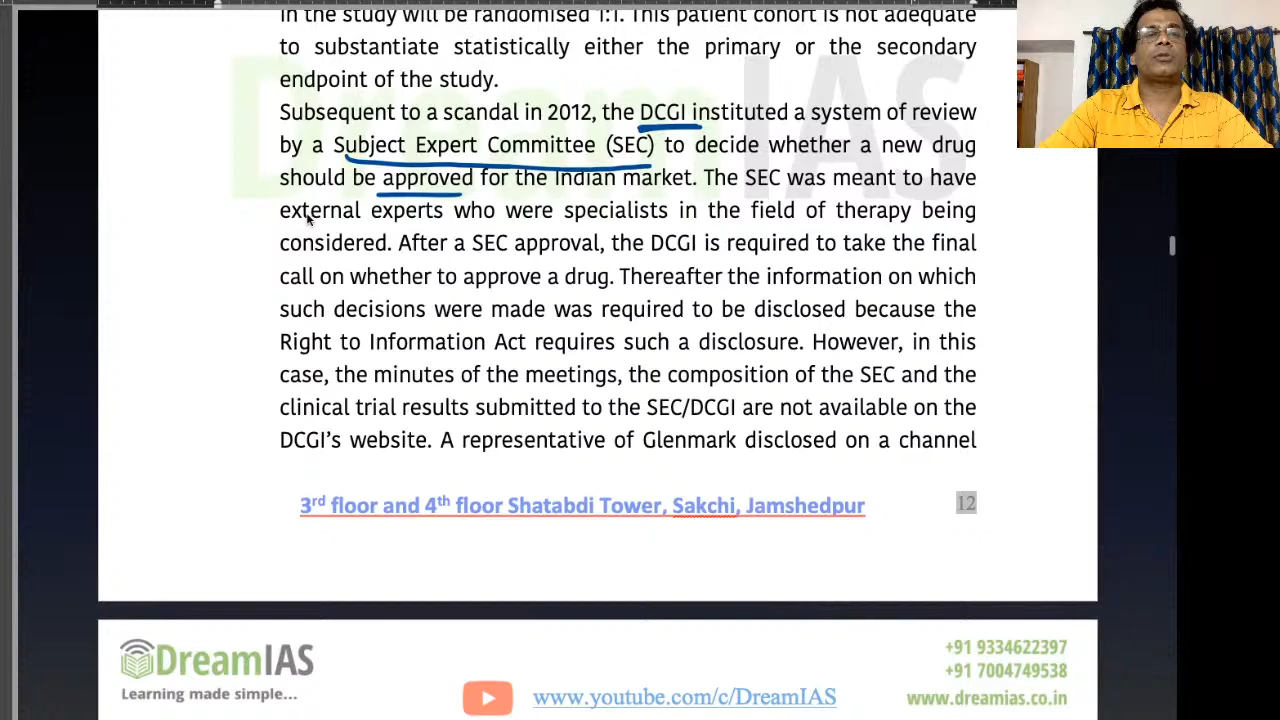 in the study will be randomised 1:1. This patient cohort is not adequate
to substantiate statistically either the primary or the secondary
endpoint of the study.
Subsequent to a scandal in 2012, the DCGI instituted a system of review
by a Subject Expert Committee (SEC) to decide whether a new drug
should be approved for the Indian market. The SEC was meant to have
external experts who were specialists in the field of therapy being
considered. After a SEC approval, the DCGI is required to take the final
call on whether to approve a drug. Thereafter the information on which
such decisions were made was required to be disclosed because the
Right to Information Act requires such a disclosure. However, in this
case, the minutes of the meetings, the composition of the SEC and the
clinical trial results submitted to the SEC/DCGI are not available on the
DCGI's website. A representative of Glenmark disclosed on a channel
3rd floor and 4th floor Shatabdi Tower, Sakchi, Jamshedpur
12
DreamIAS
Learning made simple...
www.youtube.com/c/DreamIAS
+91 9334622397
+91 7004749538
www.dreamias.co.in
DreamIAS